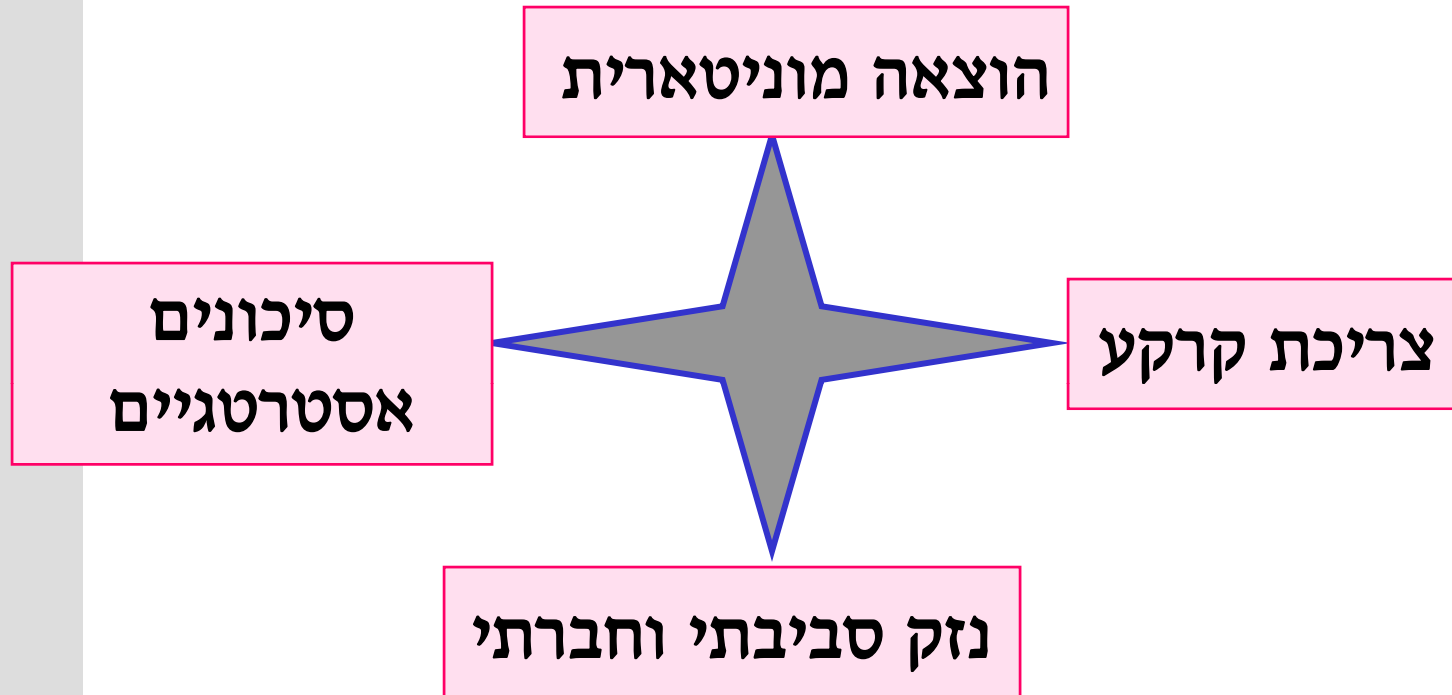 הוצאה מוניטארית
צריכת קרקע
סיכונים
אסטרטגיים
נזק סביבתי וחברתי